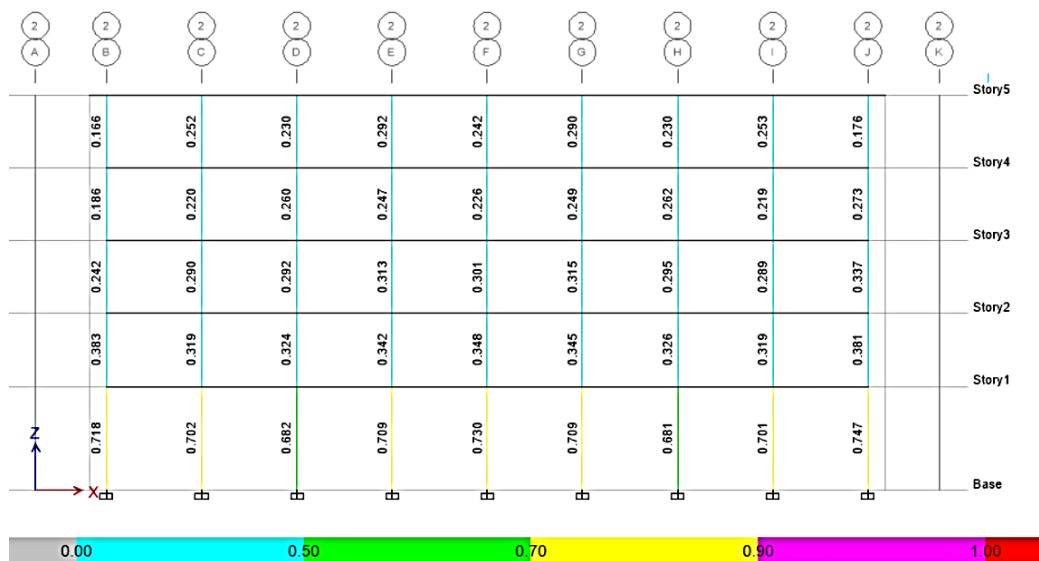 2 2 2 2 2 2 2 2 2 2 2
A B C D E F G H I J K
Story5
0.166 0.252 0.230 0.292 0.242 0.290 0.230 0.253 0.176
Story4
0.186 0.220 0.260 0.247 0.226 0.249 0.262 0.219 0.273
Story3
0.242 0.290 0.292 0.313 0.301 0.315 0.295 0.289 0.337
Story2
0.383 0.319 0.324 0.342 0.348 0.345 0.326 0.319 0.381
Story1
0.718 0.702 0.682 0.709 0.730 0.709 0.681 0.701 0.747
Z
X
Base
0.00 0.50 0.70 0.90 1.00